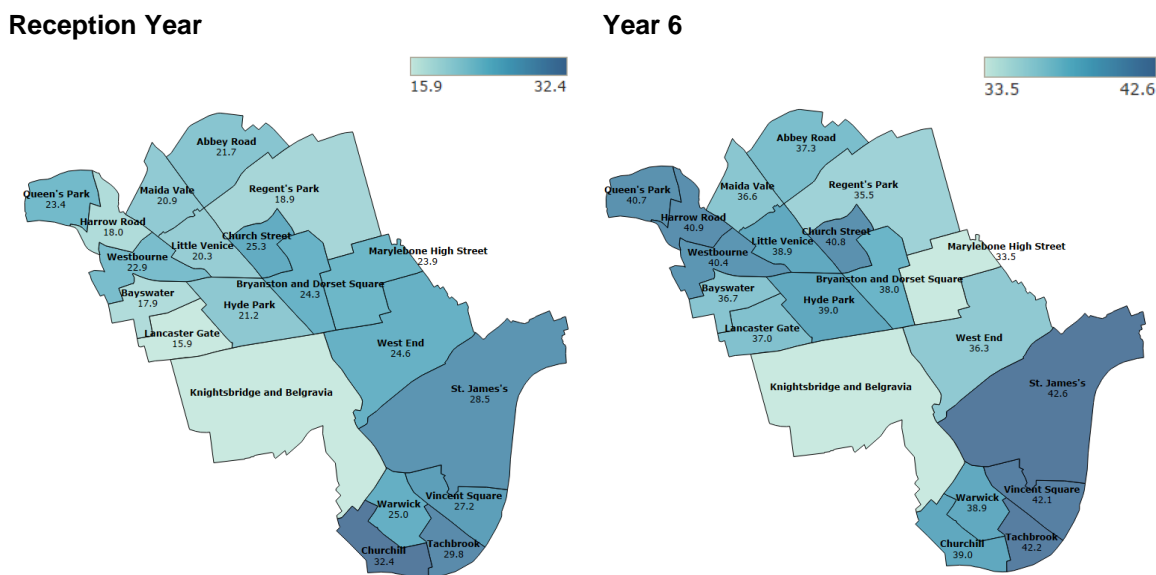 Reception Year
15.9 32.4
Abbey Road
21.7
Queen's Park
23.4
Maida Vale
20.9
Regent's Park
18.9
Harrow Road
18.0
Church Street
25.3
Little Venice
20.3
Westbourne
22.9
Marylebone High Street
23.9
Bryanston and Dorset Square
24.3
Bayswater
17.9
Hyde Park
21.2
Lancaster Gate
15.9
West End
24.6
Knightsbridge and Belgravia
St. James's
28.5
Vincent Square
27.2
Warwick
25.0
Tachbrook
29.8
Churchill
32.4
Year 6
33.5 42.6
Abbey Road
37.3
Queen's Park
40.7
Maida Vale
36.6
Regent's Park
35.5
Harrow Road
40.9
Church Street
40.8
Little Venice
38.9
Westbourne
40.4
Marylebone High Street
33.5
Bryanston and Dorset Square
38.0
Bayswater
36.7
Hyde Park
39.0
Lancaster Gate
37.0
West End
36.3
Knightsbridge and Belgravia
St. James's
42.6
Vincent Square
42.1
Warwick
38.9
Tachbrook
42.2
Churchill
39.0